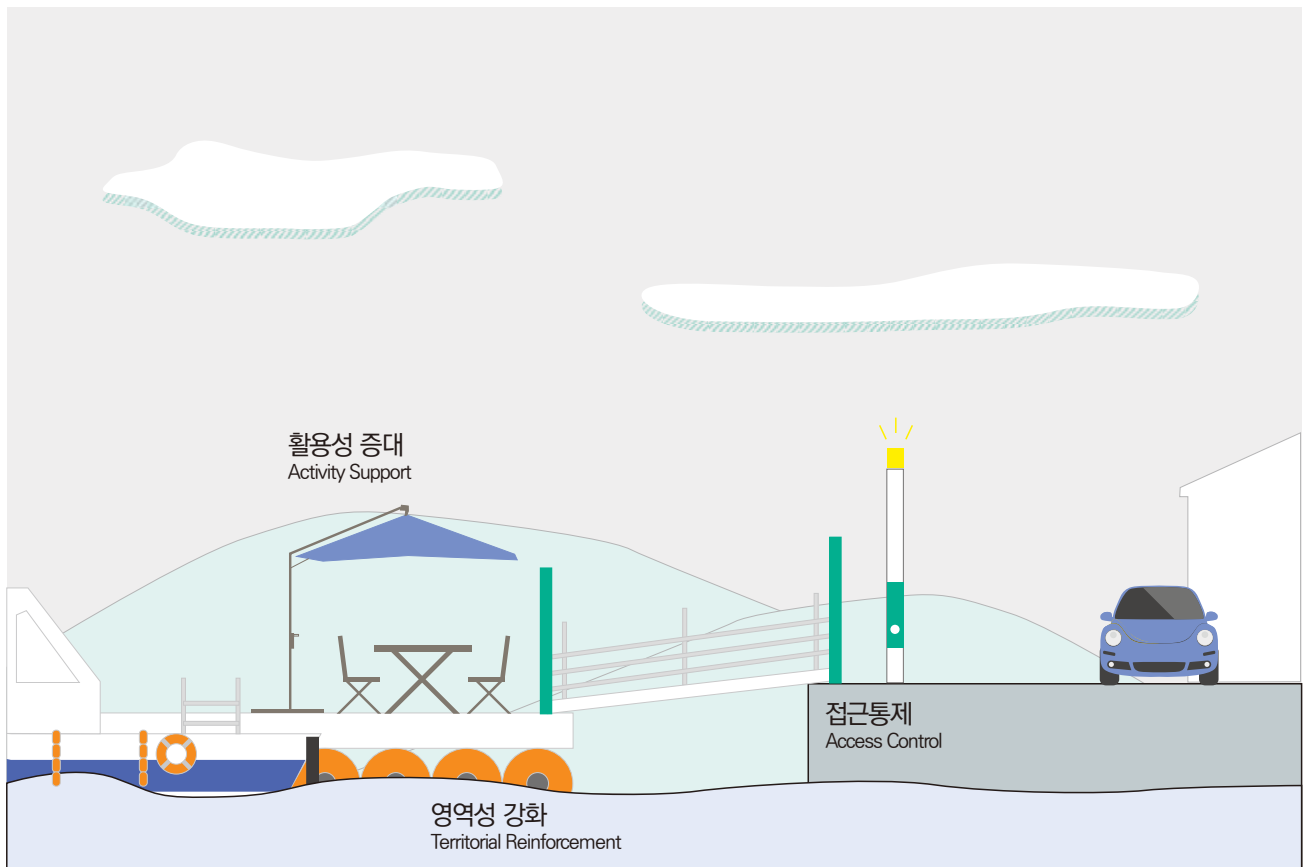 활용성 증대
Activity Support
접근통제
Access Control
영역성 강화
Territorial Reinforcement